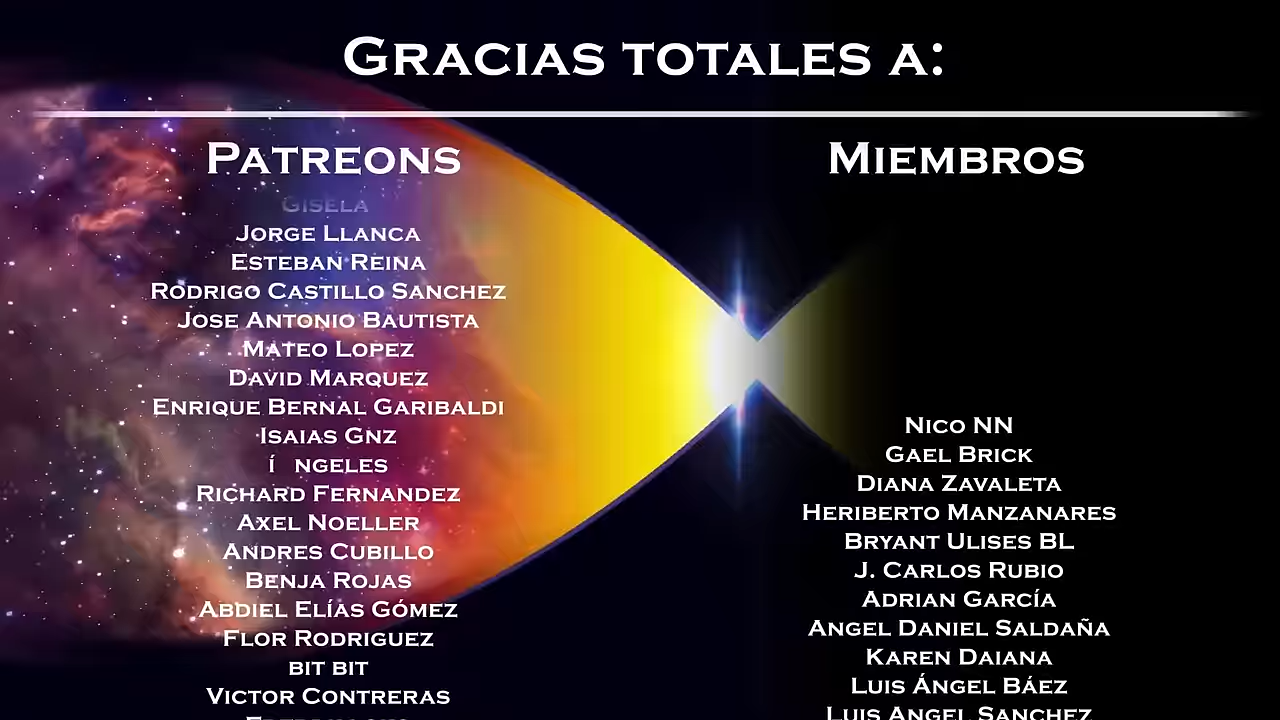 GRACIAS TOTALES A:
PATREONS
GISELA
JORGE LLANCA
ESTEBAN REINA
RODRIGO CASTILLO SANCHEZ
JOSE ANTONIO BAUTISTA
MATEO LOPEZ
DAVID MARQUEZ
ENRIQUE BERNAL GARIBALDI
ISAIAS GNZ
Í NGELES
RICHARD FERNANDEZ
AXEL NOELLER
ANDRES CUBILLO
BENJA ROJAS
ABDIEL ELÍAS GÓMEZ
FLOR RODRIGUEZ
BIT BIT
VICTOR CONTRERAS
MIEMBROS
NICO NN
GAEL BRICK
DIANA ZAVALETA
HERIBERTO MANZANARES
BRYANT ULISES BL
J. CARLOS RUBIO
ADRIAN GARCÍA
ANGEL DANIEL SALDAÑA
KAREN DAIANA
LUIS ÁNGEL BÁEZ
LUIS ANGEL SANCHEZ